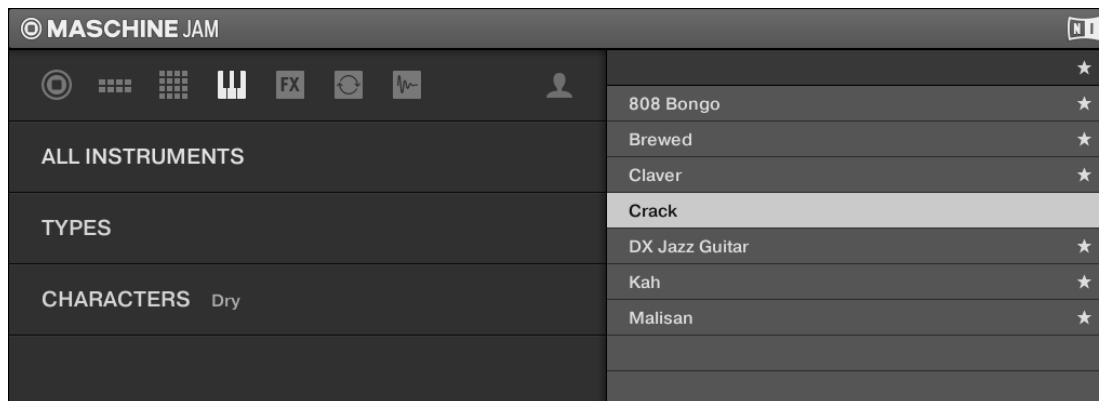 MASCHINE JAM
NI
FX
ALL INSTRUMENTS
TYPES
CHARACTERS Dry
808 Bongo
Brewed
Claver
Crack
DX Jazz Guitar
Kah
Malisan